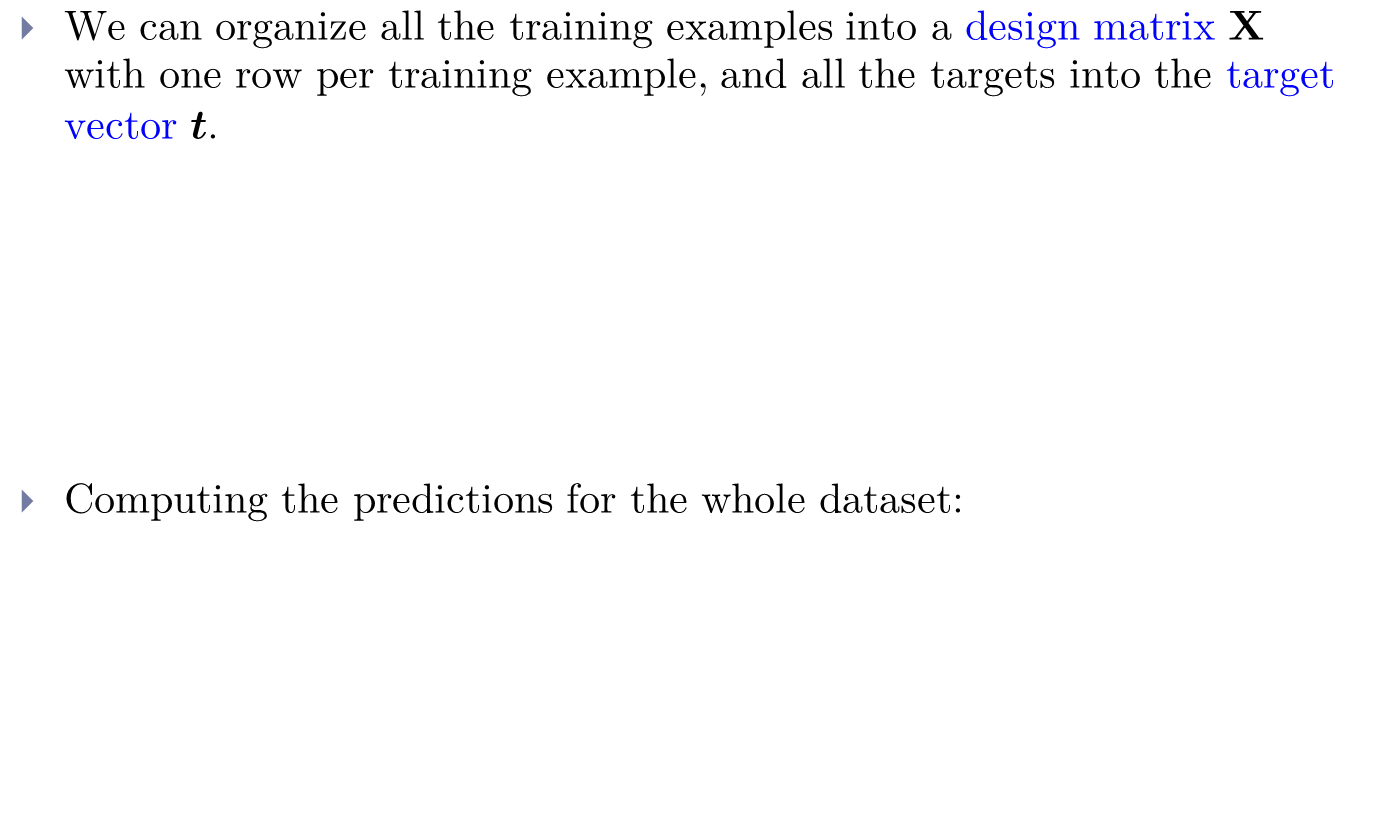 We can organize all the training examples into a design matrix X
with one row per training example, and all the targets into the target
vector t.
Computing the predictions for the whole dataset: